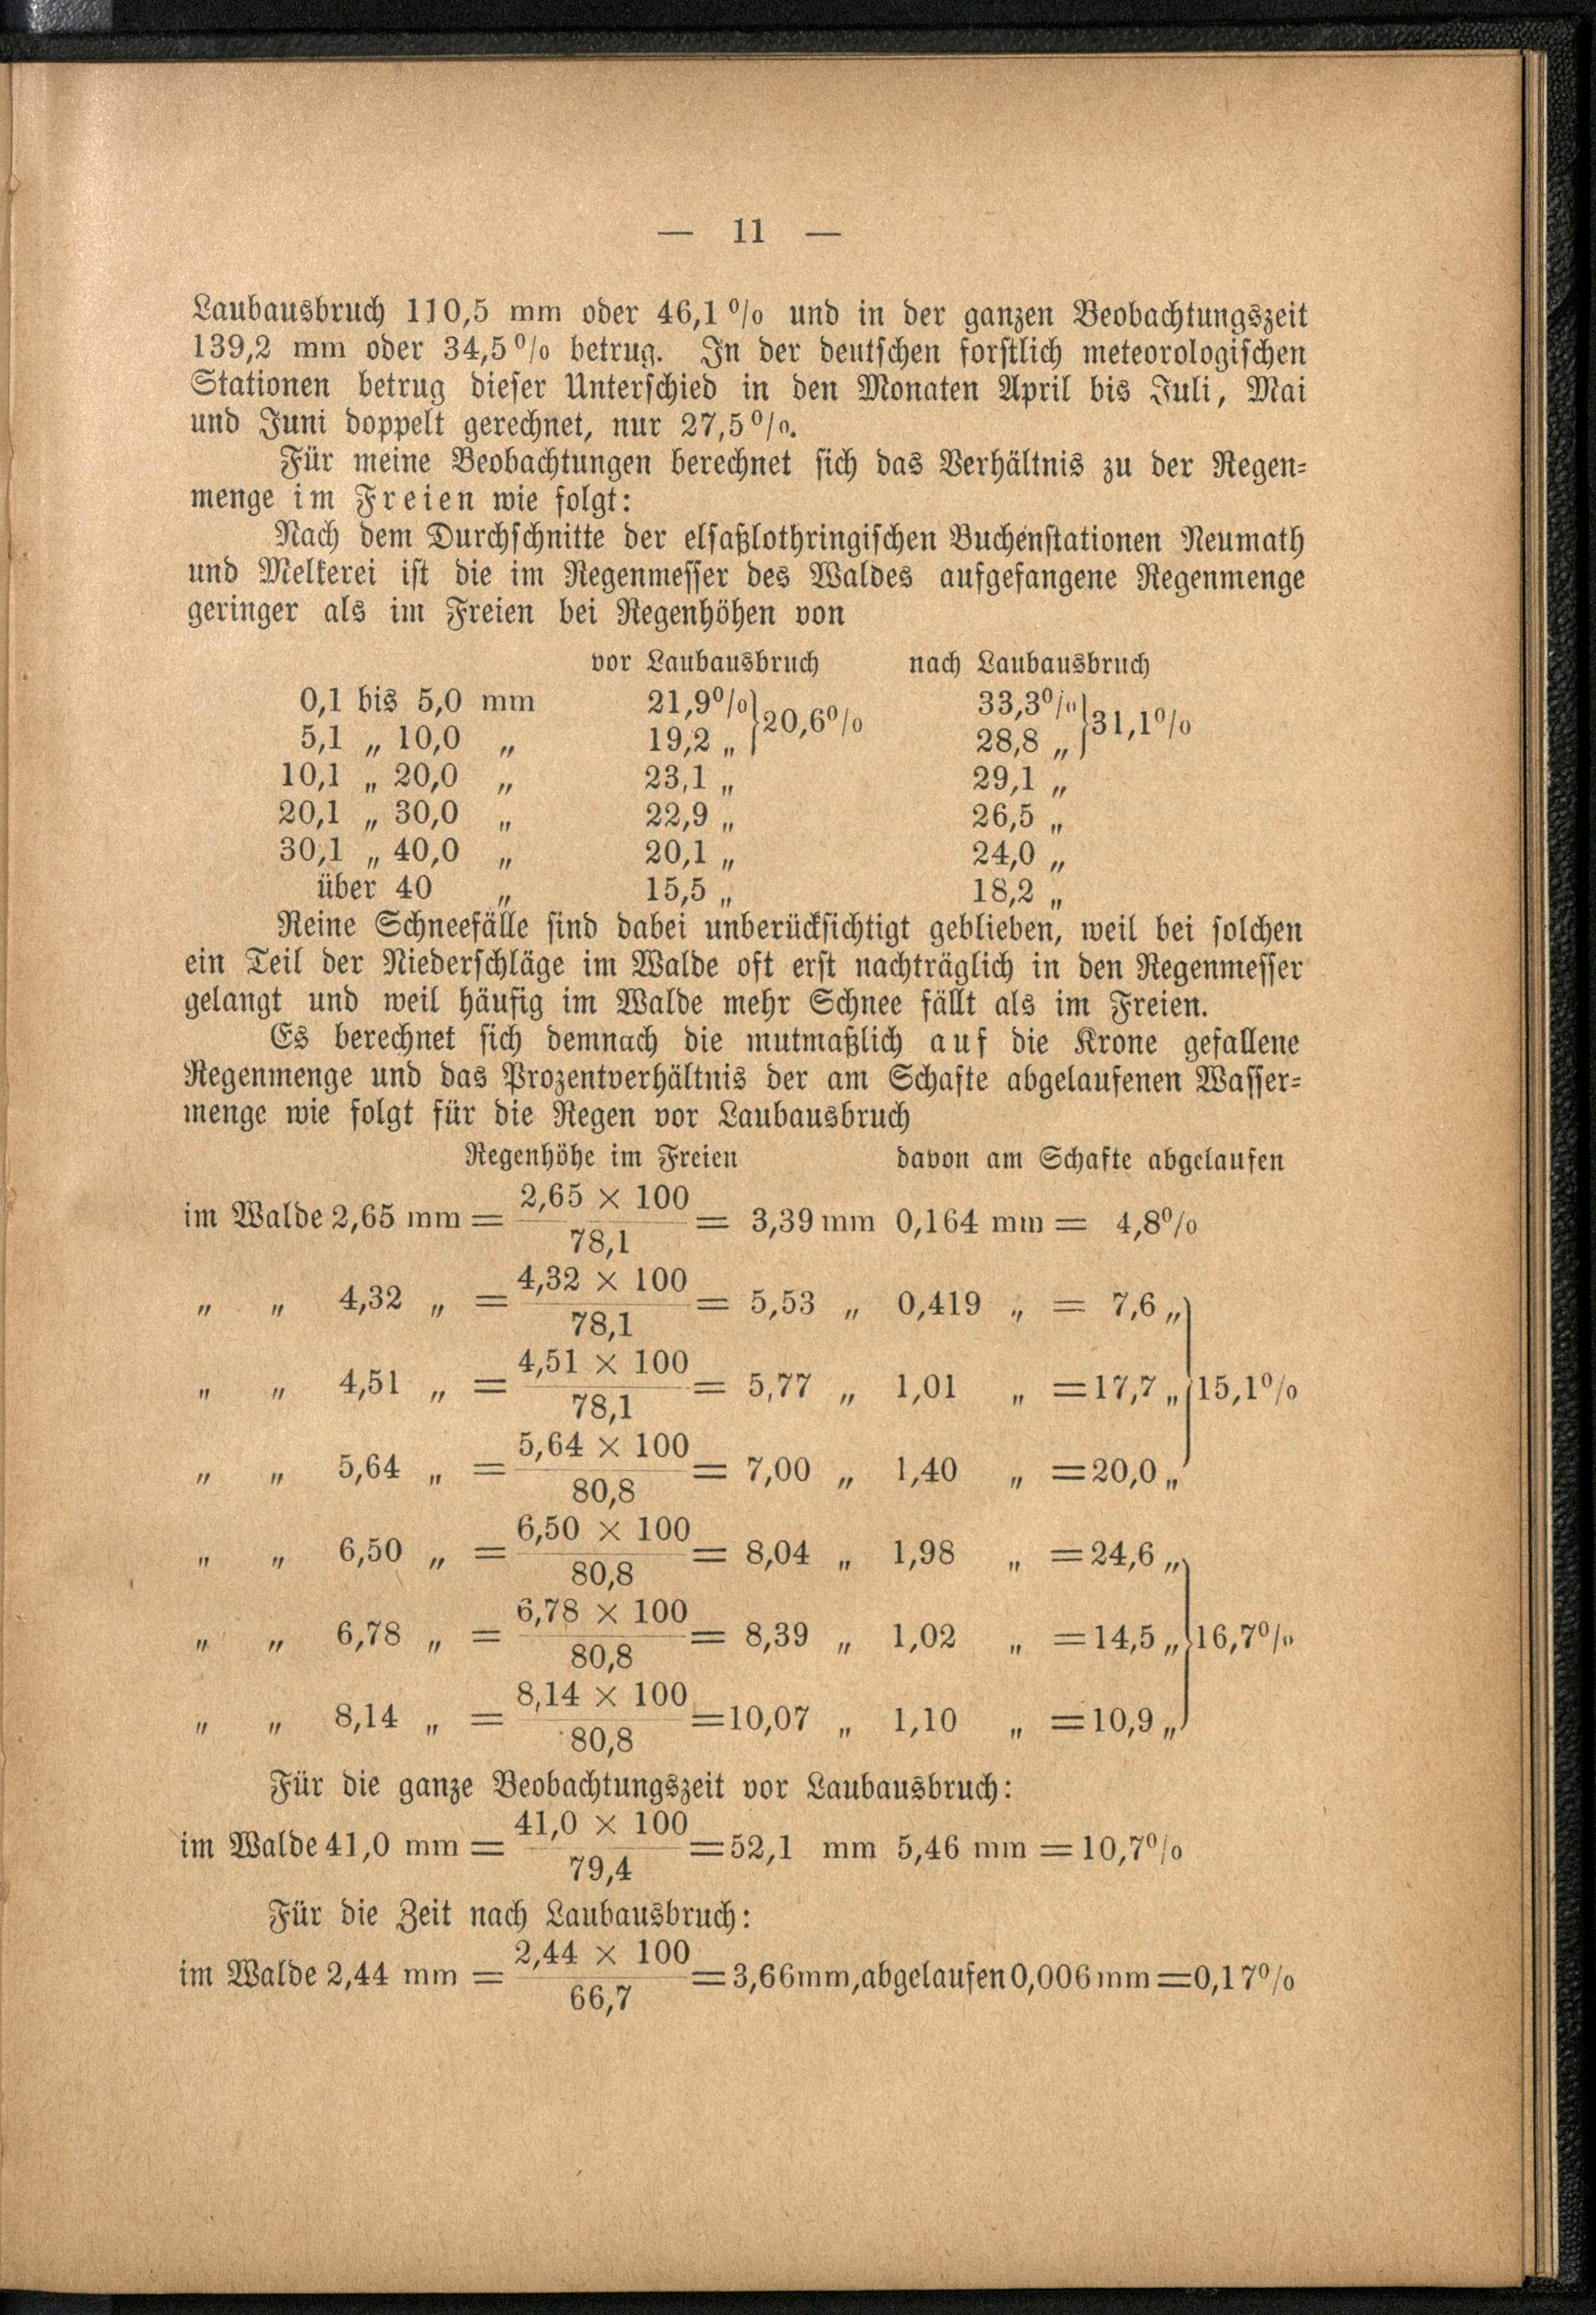 — 11 —
Laubausbruch 110,5 mm oder 46,1 % und in der ganzen Beobachtungszeit
139,2 mm oder 34,5 % betrug. In der deutschen forstlich meteorologischen
Stationen betrug dieser Unterschied in den Monaten April bis Juli, Mai
und Juni doppelt gerechnet, nur 27,5 %.
Für meine Beobachtungen berechnet sich das Verhältnis zu der Regen-
menge im Freien wie folgt:
Nach dem Durchschnitte der elsaßlothringischen Buchenstationen Neumath
und Melkerei ist die im Regenmesser des Waldes aufgefangene Regenmenge
geringer als im Freien bei Regenhöhen von
vor Laubausbruch nach Laubausbruch
0,1 bis 5,0 mm 21,9% } 20,6% 33,3% } 31,1%
5,1 „ 10,0 „ 19,2 „ 28,8 „
10,1 „ 20,0 „ 23,1 „ 29,1 „
20,1 „ 30,0 „ 22,9 „ 26,5 „
30,1 „ 40,0 „ 20,1 „ 24,0 „
über 40 „ 15,5 „ 18,2 „
Reine Schneefälle sind dabei unberücksichtigt geblieben, weil bei solchen
ein Teil der Niederschläge im Walde oft erst nachträglich in den Regenmesser
gelangt und weil häufig im Walde mehr Schnee fällt als im Freien.
Es berechnet sich demnach die mutmaßlich auf die Krone gefallene
Regenmenge und das Prozentverhältnis der am Schafte abgelaufenen Wasser-
menge wie folgt für die Regen vor Laubausbruch
Regenhöhe im Freien davon am Schafte abgelaufen
im Walde 2,65 mm = 2,65 × 100 / 78,1 = 3,39 mm 0,164 mm = 4,8%
„ „ 4,32 „ = 4,32 × 100 / 78,1 = 5,53 „ 0,419 „ = 7,6 „
„ „ 4,51 „ = 4,51 × 100 / 78,1 = 5,77 „ 1,01 „ = 17,7 „ } 15,1%
„ „ 5,64 „ = 5,64 × 100 / 80,8 = 7,00 „ 1,40 „ = 20,0 „
„ „ 6,50 „ = 6,50 × 100 / 80,8 = 8,04 „ 1,98 „ = 24,6 „
„ „ 6,78 „ = 6,78 × 100 / 80,8 = 8,39 „ 1,02 „ = 14,5 „ } 16,7%
„ „ 8,14 „ = 8,14 × 100 / 80,8 = 10,07 „ 1,10 „ = 10,9 „
Für die ganze Beobachtungszeit vor Laubausbruch:
im Walde 41,0 mm = 41,0 × 100 / 79,4 = 52,1 mm 5,46 mm = 10,7%
Für die Zeit nach Laubausbruch:
im Walde 2,44 mm = 2,44 × 100 / 66,7 = 3,66 mm, abgelaufen 0,006 mm = 0,17%